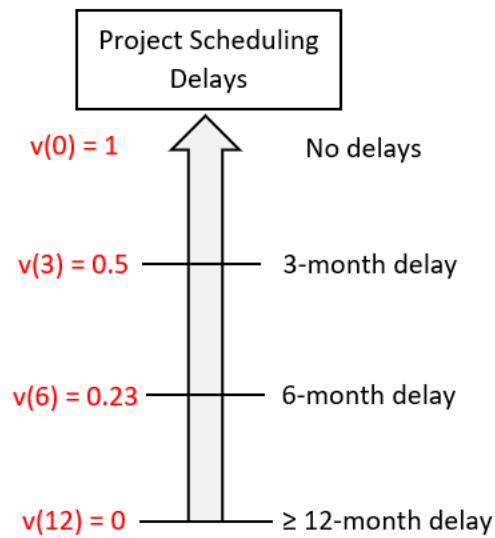 Project Scheduling
Delays
v(0) = 1
No delays
v(3) = 0.5
3-month delay
v(6) = 0.23
6-month delay
v(12) = 0
≥ 12-month delay